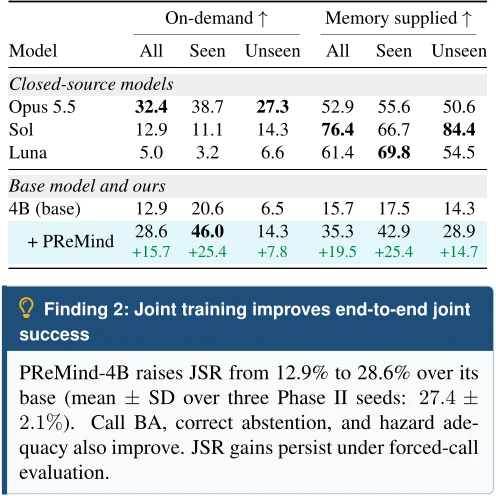 On-demand ↑ Memory supplied ↑
Model All Seen Unseen All Seen Unseen
Closed-source models
Opus 5.5 32.4 38.7 27.3 52.9 55.6 50.6
Sol 12.9 11.1 14.3 76.4 66.7 84.4
Luna 5.0 3.2 6.6 61.4 69.8 54.5
Base model and ours
4B (base) 12.9 20.6 6.5 15.7 17.5 14.3
+ PReMind 28.6 46.0 14.3 35.3 42.9 28.9
+15.7 +25.4 +7.8 +19.5 +25.4 +14.7
Finding 2: Joint training improves end-to-end joint
success
PReMind-4B raises JSR from 12.9% to 28.6% over its
base (mean ± SD over three Phase II seeds: 27.4 ±
2.1%). Call BA, correct abstention, and hazard ade-
quacy also improve. JSR gains persist under forced-call
evaluation.